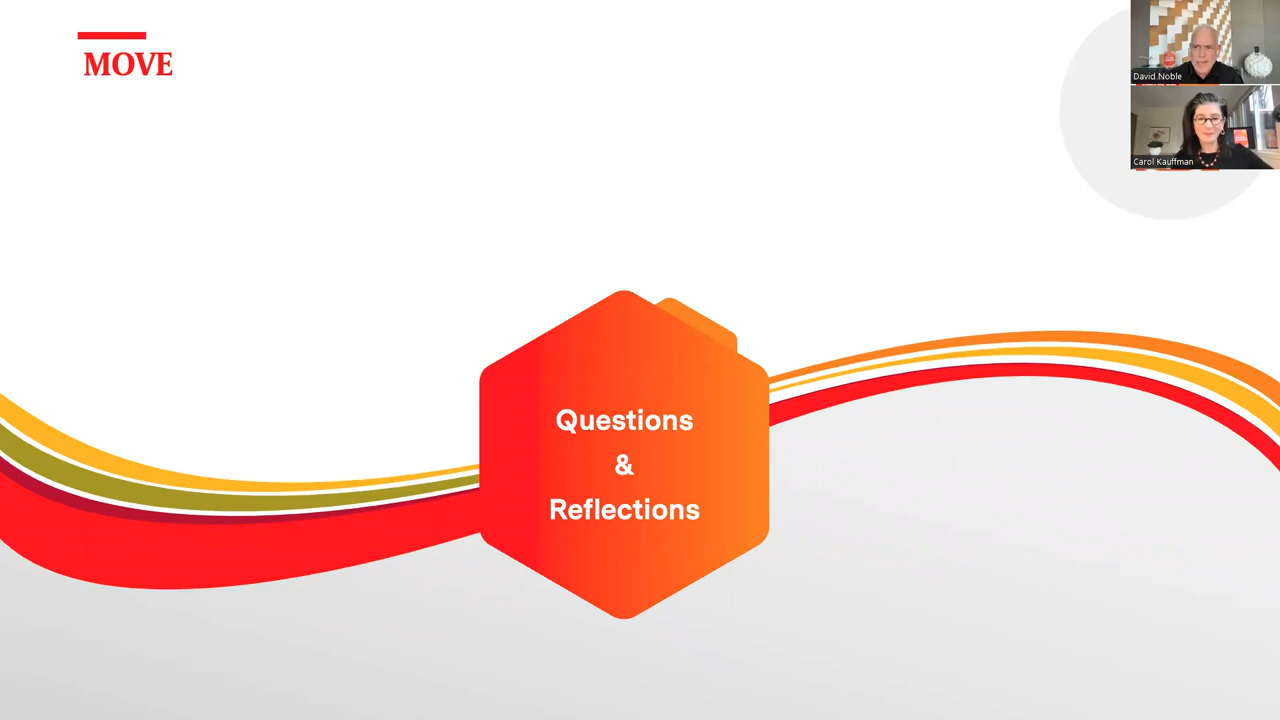 MOVE
David Noble
Carol Kauffman
Questions
&
Reflections